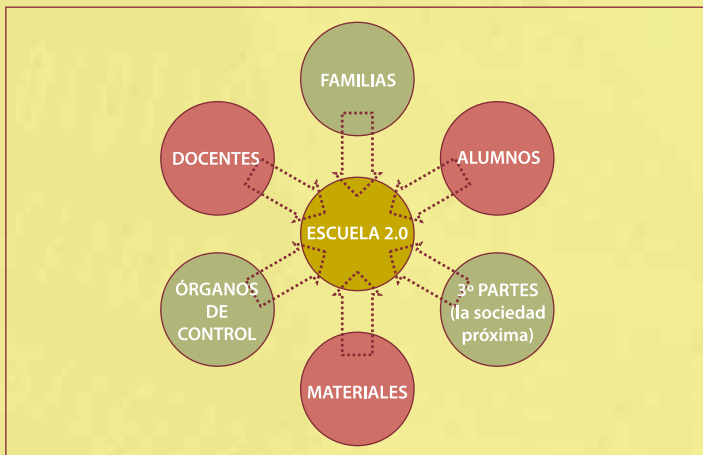 FAMILIAS
DOCENTES
ALUMNOS
ESCUELA 2.0
ÓRGANOS
DE
CONTROL
3º PARTES
(la sociedad
próxima)
MATERIALES